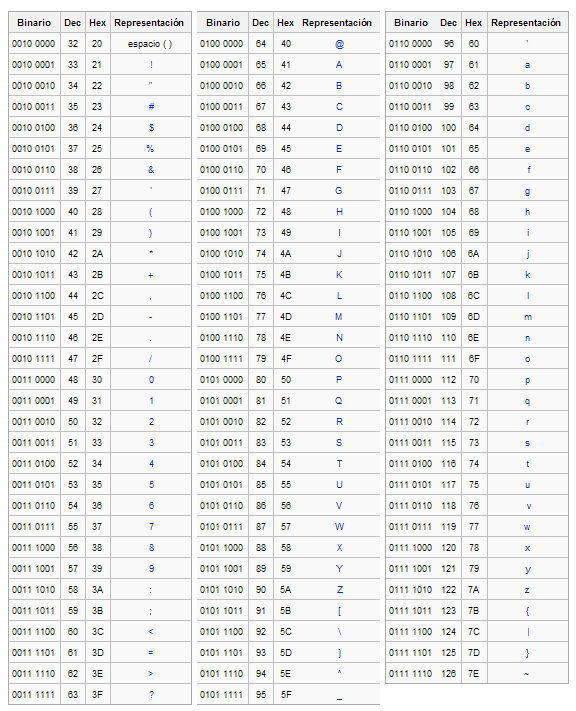 Binario Dec Hex Representación
0010 0000 32 20 espacio ( )
0010 0001 33 21 !
0010 0010 34 22 "
0010 0011 35 23 #
0010 0100 36 24 $
0010 0101 37 25 %
0010 0110 38 26 &
0010 0111 39 27 '
0010 1000 40 28 (
0010 1001 41 29 )
0010 1010 42 2A *
0010 1011 43 2B +
0010 1100 44 2C ,
0010 1101 45 2D -
0010 1110 46 2E .
0010 1111 47 2F /
0011 0000 48 30 0
0011 0001 49 31 1
0011 0010 50 32 2
0011 0011 51 33 3
0011 0100 52 34 4
0011 0101 53 35 5
0011 0110 54 36 6
0011 0111 55 37 7
0011 1000 56 38 8
0011 1001 57 39 9
0011 1010 58 3A :
0011 1011 59 3B ;
0011 1100 60 3C <
0011 1101 61 3D =
0011 1110 62 3E >
0011 1111 63 3F ?
Binario Dec Hex Representación
0100 0000 64 40 @
0100 0001 65 41 A
0100 0010 66 42 B
0100 0011 67 43 C
0100 0100 68 44 D
0100 0101 69 45 E
0100 0110 70 46 F
0100 0111 71 47 G
0100 1000 72 48 H
0100 1001 73 49 I
0100 1010 74 4A J
0100 1011 75 4B K
0100 1100 76 4C L
0100 1101 77 4D M
0100 1110 78 4E N
0100 1111 79 4F O
0101 0000 80 50 P
0101 0001 81 51 Q
0101 0010 82 52 R
0101 0011 83 53 S
0101 0100 84 54 T
0101 0101 85 55 U
0101 0110 86 56 V
0101 0111 87 57 W
0101 1000 88 58 X
0101 1001 89 59 Y
0101 1010 90 5A Z
0101 1011 91 5B [
0101 1100 92 5C \
0101 1101 93 5D ]
0101 1110 94 5E ^
0101 1111 95 5F _
Binario Dec Hex Representación
0110 0000 96 60 `
0110 0001 97 61 a
0110 0010 98 62 b
0110 0011 99 63 c
0110 0100 100 64 d
0110 0101 101 65 e
0110 0110 102 66 f
0110 0111 103 67 g
0110 1000 104 68 h
0110 1001 105 69 i
0110 1010 106 6A j
0110 1011 107 6B k
0110 1100 108 6C l
0110 1101 109 6D m
0110 1110 110 6E n
0110 1111 111 6F o
0111 0000 112 70 p
0111 0001 113 71 q
0111 0010 114 72 r
0111 0011 115 73 s
0111 0100 116 74 t
0111 0101 117 75 u
0111 0110 118 76 v
0111 0111 119 77 w
0111 1000 120 78 x
0111 1001 121 79 y
0111 1010 122 7A z
0111 1011 123 7B {
0111 1100 124 7C |
0111 1101 125 7D }
0111 1110 126 7E ~